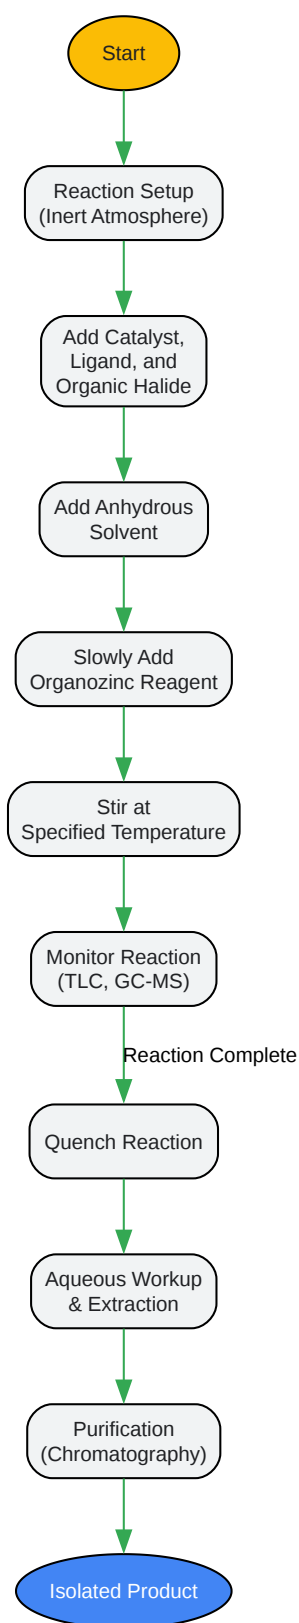 Start
Reaction Setup
(Inert Atmosphere)
Add Catalyst,
Ligand, and
Organic Halide
Add Anhydrous
Solvent
Slowly Add
Organozinc Reagent
Stir at
Specified Temperature
Monitor Reaction
(TLC, GC-MS)
Reaction Complete
Quench Reaction
Aqueous Workup
& Extraction
Purification
(Chromatography)
Isolated Product